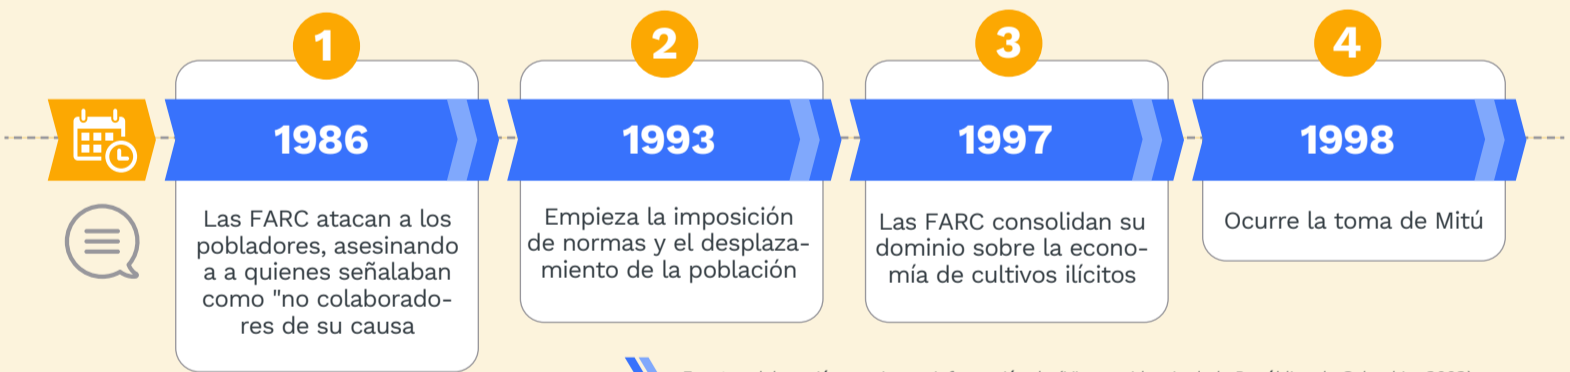 1
2
3
4
1986
1993
1997
1998
Las FARC atacan a los
pobladores, asesinando
a a quienes señalaban
como "no colaborado-
res de su causa
Empieza la imposición
de normas y el desplaza-
miento de la población
Las FARC consolidan su
dominio sobre la econo-
mía de cultivos ilícitos
Ocurre la toma de Mitú